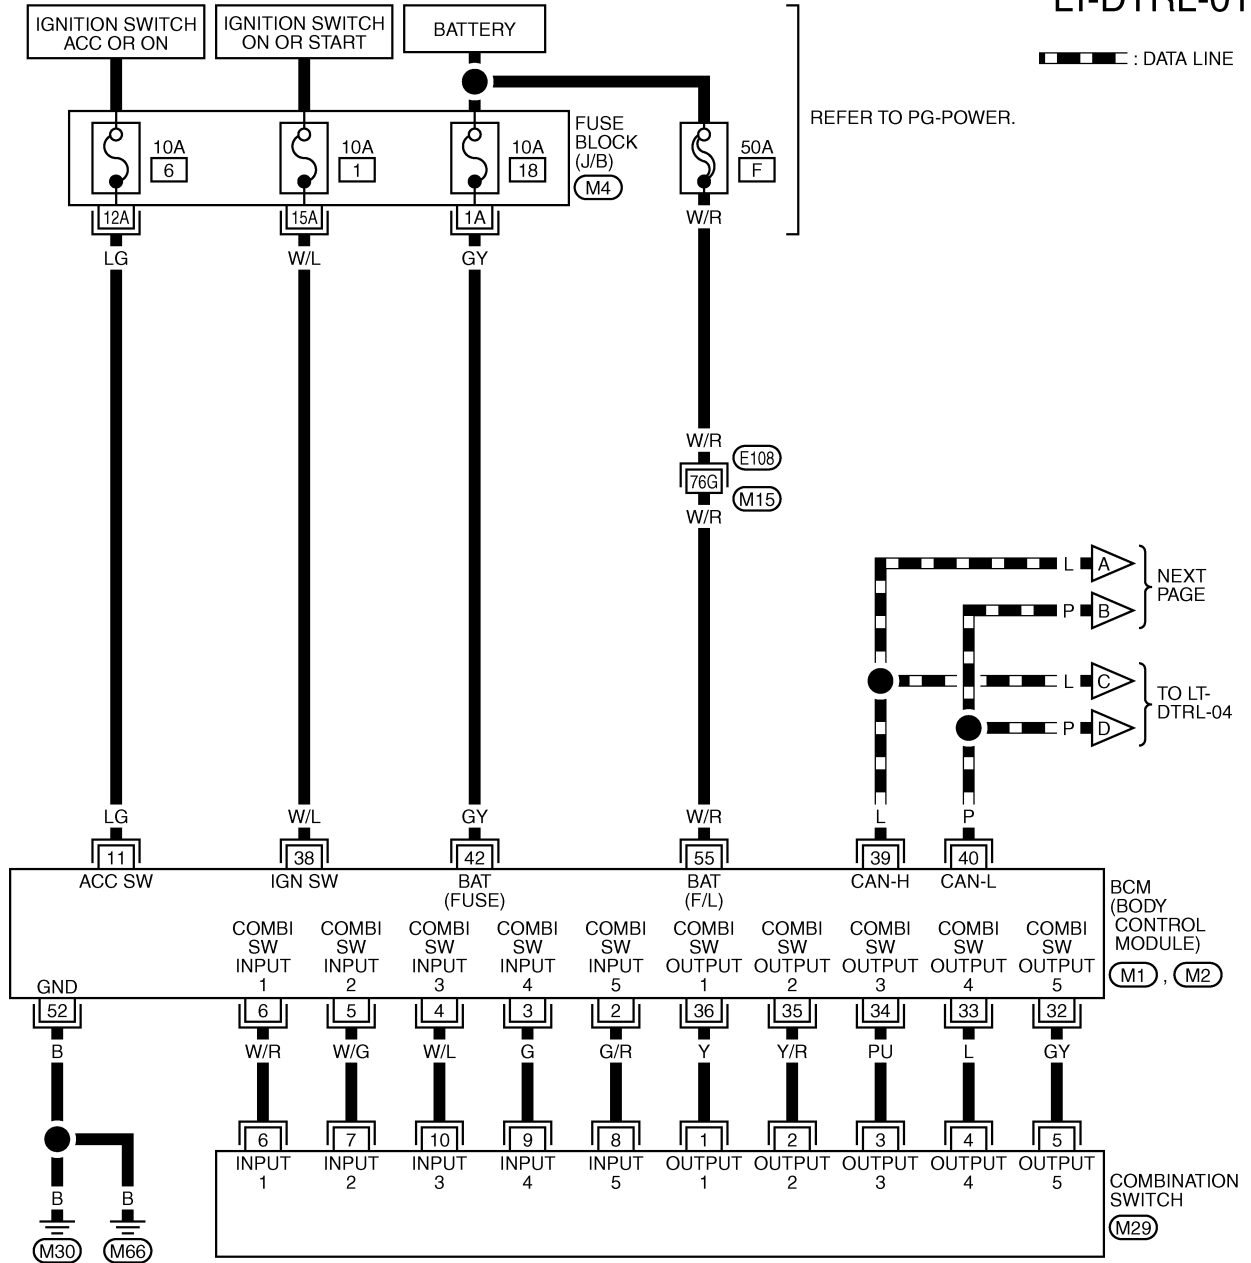 LT-DTRL-01
IGNITION SWITCH
ACC OR ON
IGNITION SWITCH
ON OR START
BATTERY
: DATA LINE
REFER TO PG-POWER.
10A
6
10A
1
10A
18
FUSE
BLOCK
(J/B)
M4
50A
F
12A
15A
1A
W/R
LG
W/L
GY
W/R
E108
76G
M15
W/R
L
A
P
B
NEXT
PAGE
L
C
P
D
TO LT-
DTRL-04
LG
W/L
GY
W/R
L
P
11
38
42
55
39
40
ACC SW
IGN SW
BAT
(FUSE)
BAT
(F/L)
CAN-H
CAN-L
BCM
(BODY
CONTROL
MODULE)
M1 , M2
COMBI
SW
INPUT
1
COMBI
SW
INPUT
2
COMBI
SW
INPUT
3
COMBI
SW
INPUT
4
COMBI
SW
INPUT
5
COMBI
SW
OUTPUT
1
COMBI
SW
OUTPUT
2
COMBI
SW
OUTPUT
3
COMBI
SW
OUTPUT
4
COMBI
SW
OUTPUT
5
GND
52
6
5
4
3
2
36
35
34
33
32
B
W/R
W/G
W/L
G
G/R
Y
Y/R
PU
L
GY
6
7
10
9
8
1
2
3
4
5
INPUT
1
INPUT
2
INPUT
3
INPUT
4
INPUT
5
OUTPUT
1
OUTPUT
2
OUTPUT
3
OUTPUT
4
OUTPUT
5
COMBINATION
SWITCH
M29
B
B
M30
M66